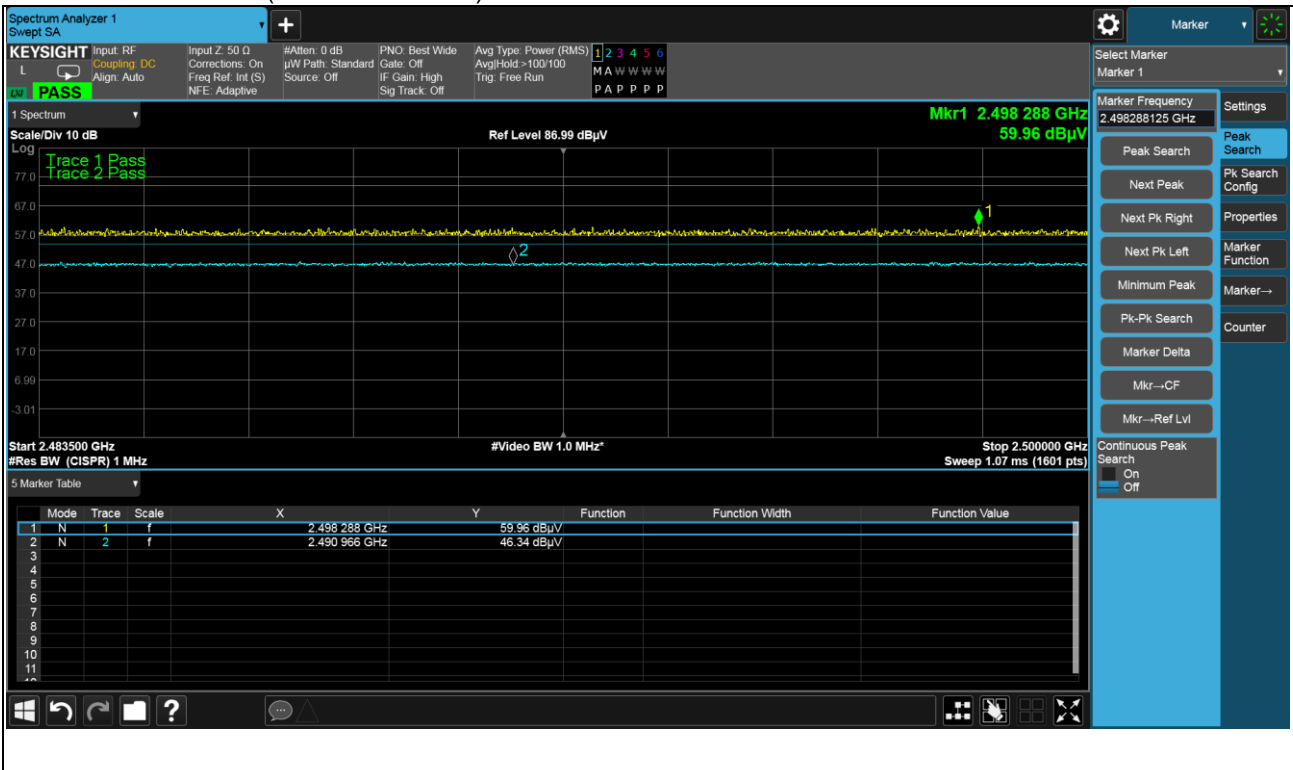 Spectrum Analyzer 1
Swept SA
+
Marker
KEYSIGHT
L
LXI
PASS
Input: RF
Coupling: DC
Align: Auto
Input Z: 50 Ω
Corrections: On
Freq Ref: Int (S)
NFE: Adaptive
#Atten: 0 dB
µW Path: Standard
Source: Off
PNO: Best Wide
Gate: Off
IF Gain: High
Sig Track: Off
Avg Type: Power (RMS)
Avg|Hold:>100/100
Trig: Free Run
1 2 3 4 5 6
M A W W W W
P A P P P P
1 Spectrum
Scale/Div 10 dB
Log
Ref Level 86.99 dBµV
Mkr1 2.498 288 GHz
59.96 dBµV
Trace 1 Pass
Trace 2 Pass
77.0
67.0
57.0
47.0
37.0
27.0
17.0
6.99
-3.01
1
2
Start 2.483500 GHz
#Video BW 1.0 MHz*
Stop 2.500000 GHz
#Res BW (CISPR) 1 MHz
Sweep 1.07 ms (1601 pts)
5 Marker Table
Mode Trace Scale X Y Function Function Width Function Value
1 N 1 f 2.498 288 GHz 59.96 dBµV
2 N 2 f 2.490 966 GHz 46.34 dBµV
3
4
5
6
7
8
9
10
11
?
Select Marker
Marker 1
Marker Frequency
2.498288125 GHz
Peak Search
Next Peak
Next Pk Right
Next Pk Left
Minimum Peak
Pk-Pk Search
Marker Delta
Mkr→CF
Mkr→Ref Lvl
Continuous Peak
Search
On
Off
Settings
Peak
Search
Pk Search
Config
Properties
Marker
Function
Marker→
Counter